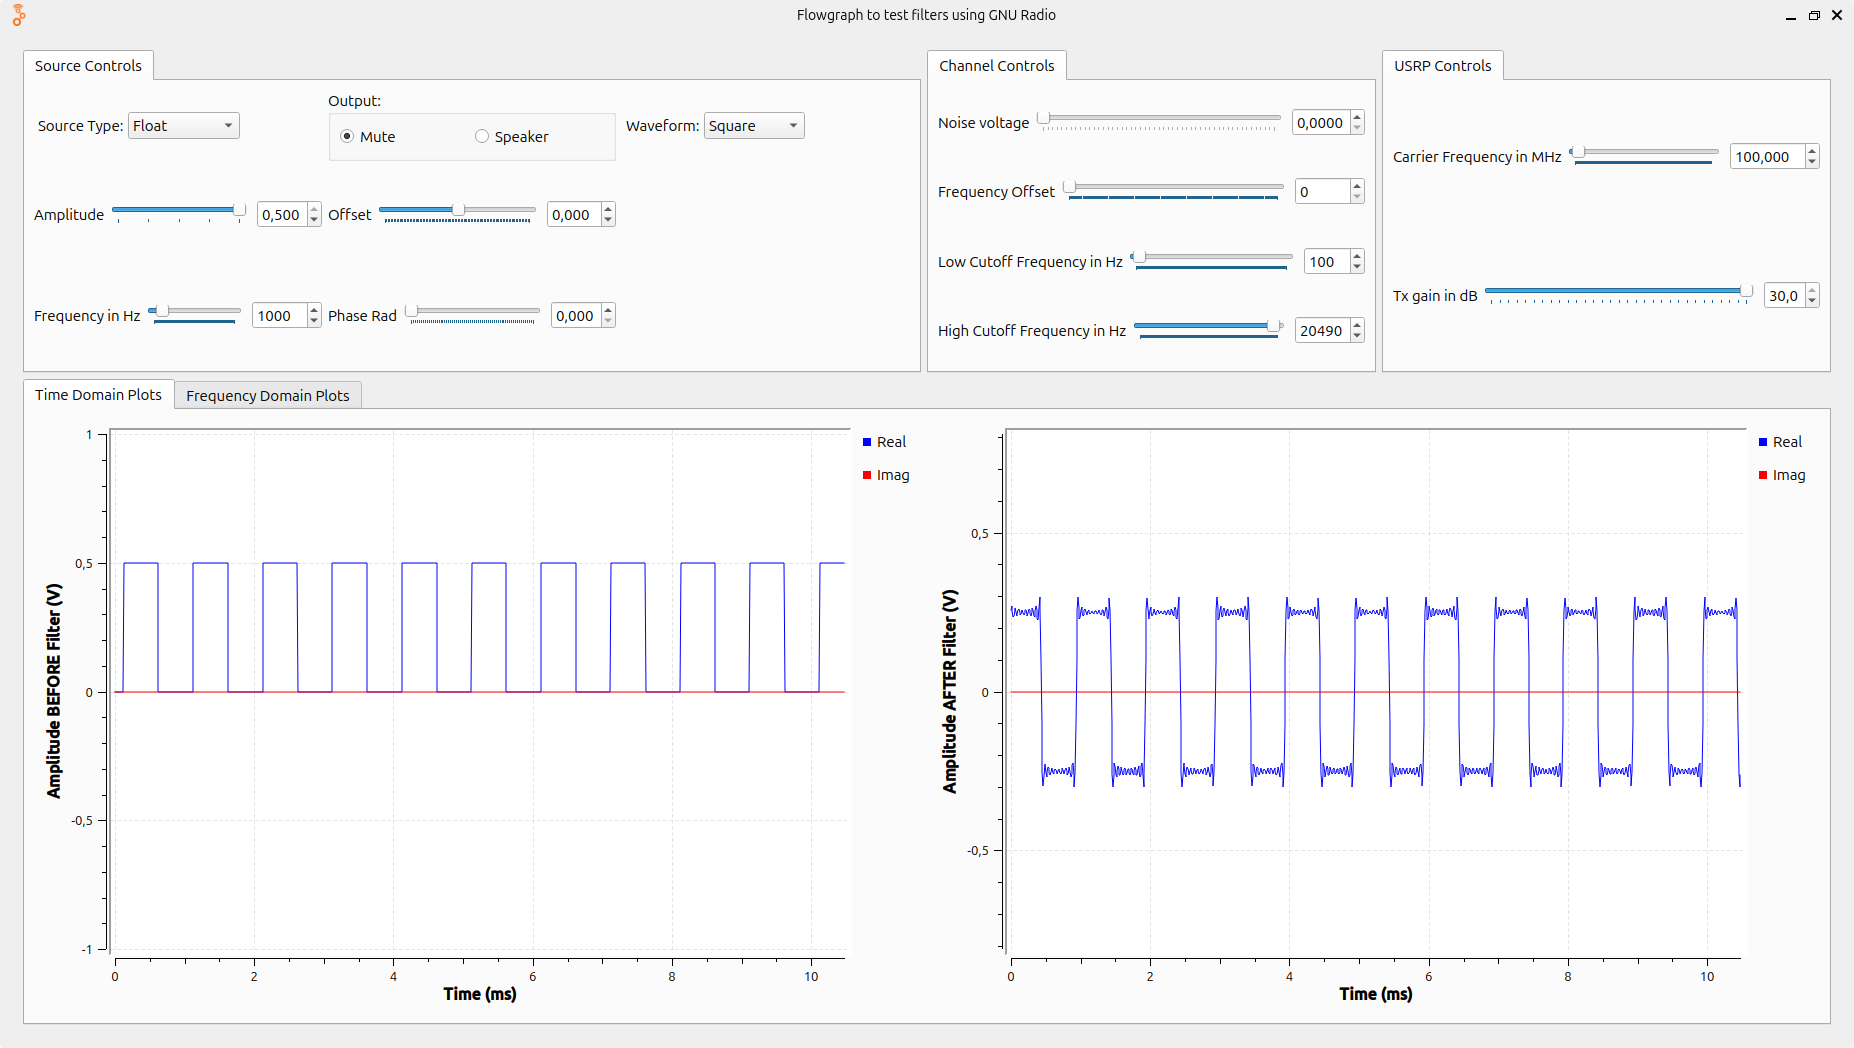 Flowgraph to test filters using GNU Radio
Source Controls
Source Type: Float
Output:
Mute
Speaker
Waveform: Square
Amplitude 0,500
Offset 0,000
Frequency in Hz 1000
Phase Rad 0,000
Channel Controls
Noise voltage 0,0000
Frequency Offset 0
Low Cutoff Frequency in Hz 100
High Cutoff Frequency in Hz 20490
USRP Controls
Carrier Frequency in MHz 100,000
Tx gain in dB 30,0
Time Domain Plots
Frequency Domain Plots
Amplitude BEFORE Filter (V)
1
0,5
0
-0,5
-1
0 2 4 6 8 10
Time (ms)
Real
Imag
Amplitude AFTER Filter (V)
0,5
0
-0,5
0 2 4 6 8 10
Time (ms)
Real
Imag